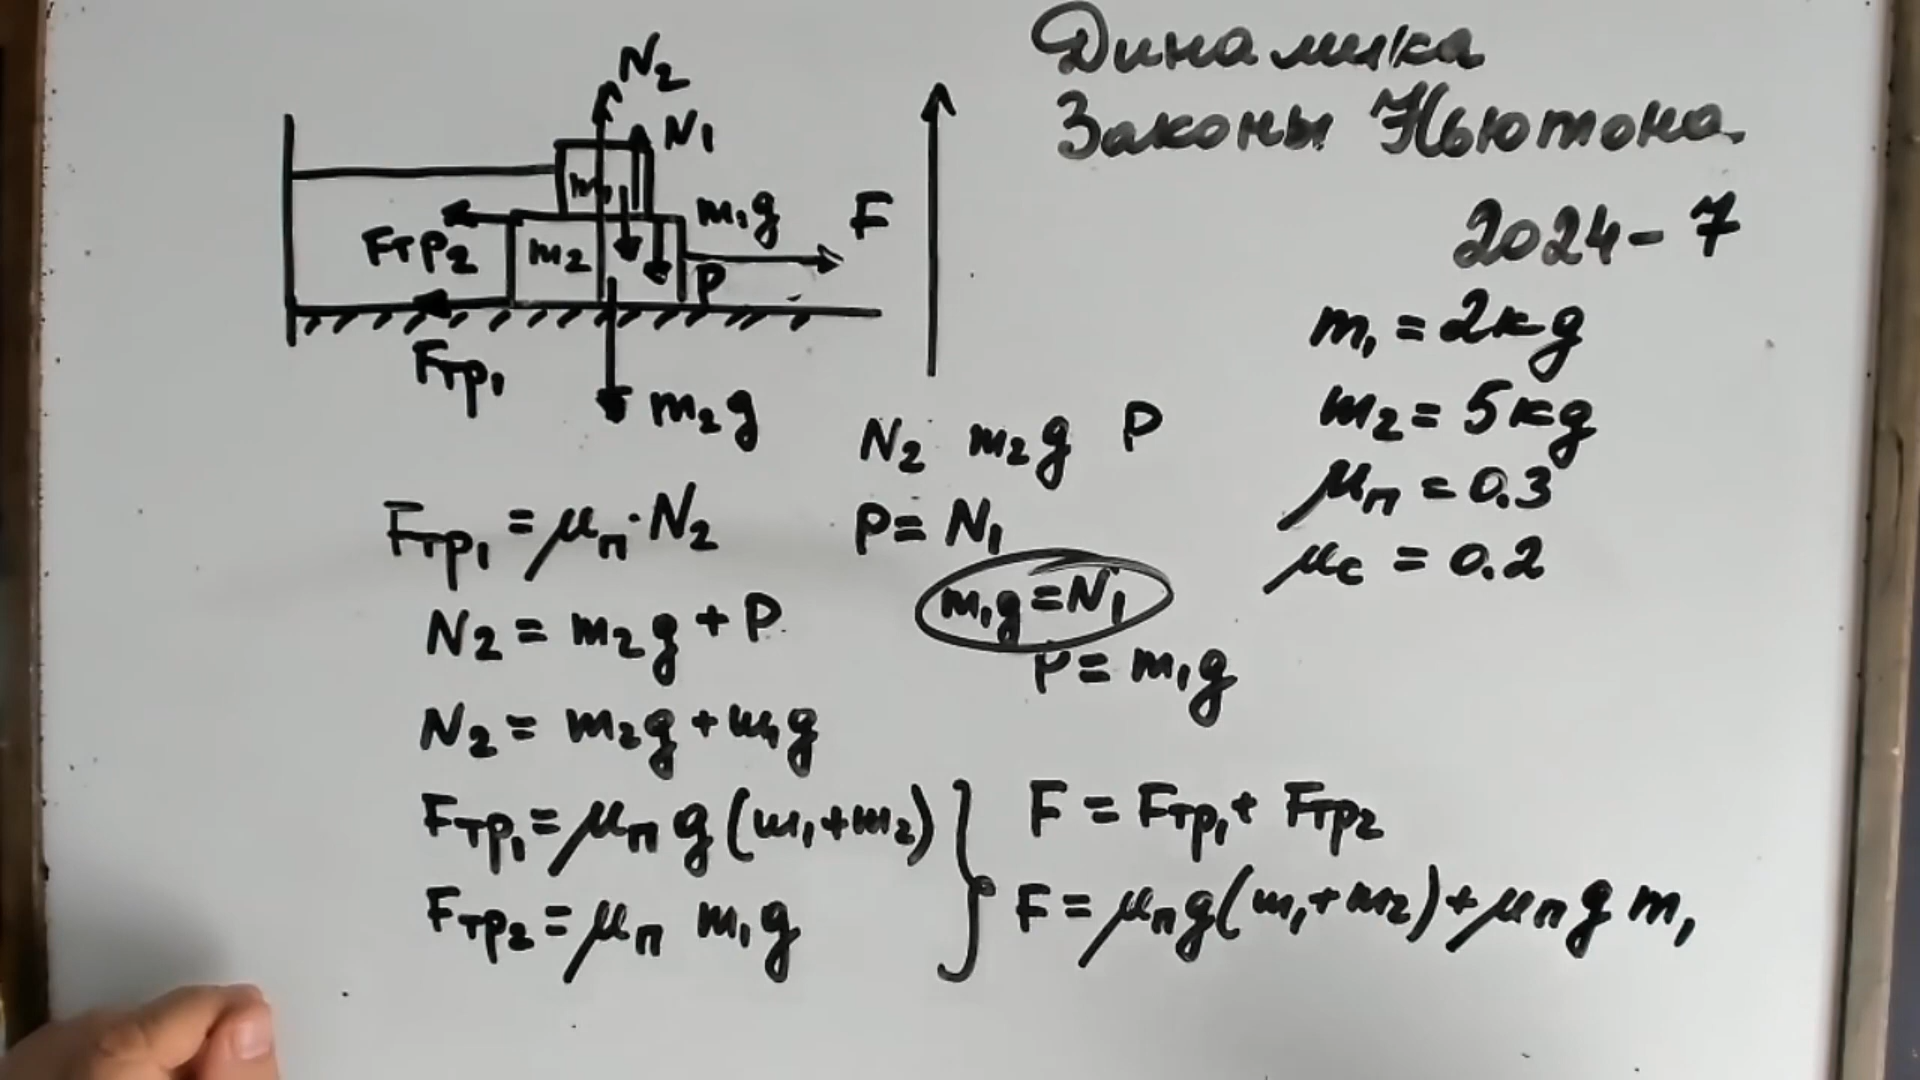 Динамика
Законы Ньютона
2024-7
m₁ = 2кg
m₂ = 5кg
μп = 0.3
μс = 0.2
N₂
N₁
m₁
m₁g
F
Fтр₂
m₂
P
Fтр₁
m₂g
N₂ m₂g P
Fтр₁ = μп · N₂
P = N₁
m₁g = N₁
N₂ = m₂g + P
P = m₁g
N₂ = m₂g + m₁g
Fтр₁ = μп g (m₁ + m₂) } F = Fтр₁ + Fтр₂
Fтр₂ = μп m₁g
F = μп g (m₁ + m₂) + μп g m₁